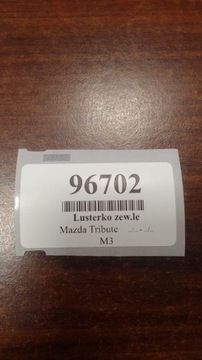 96702
Lusterko zew.le
Mazda Tribute ../... - ../..
M3